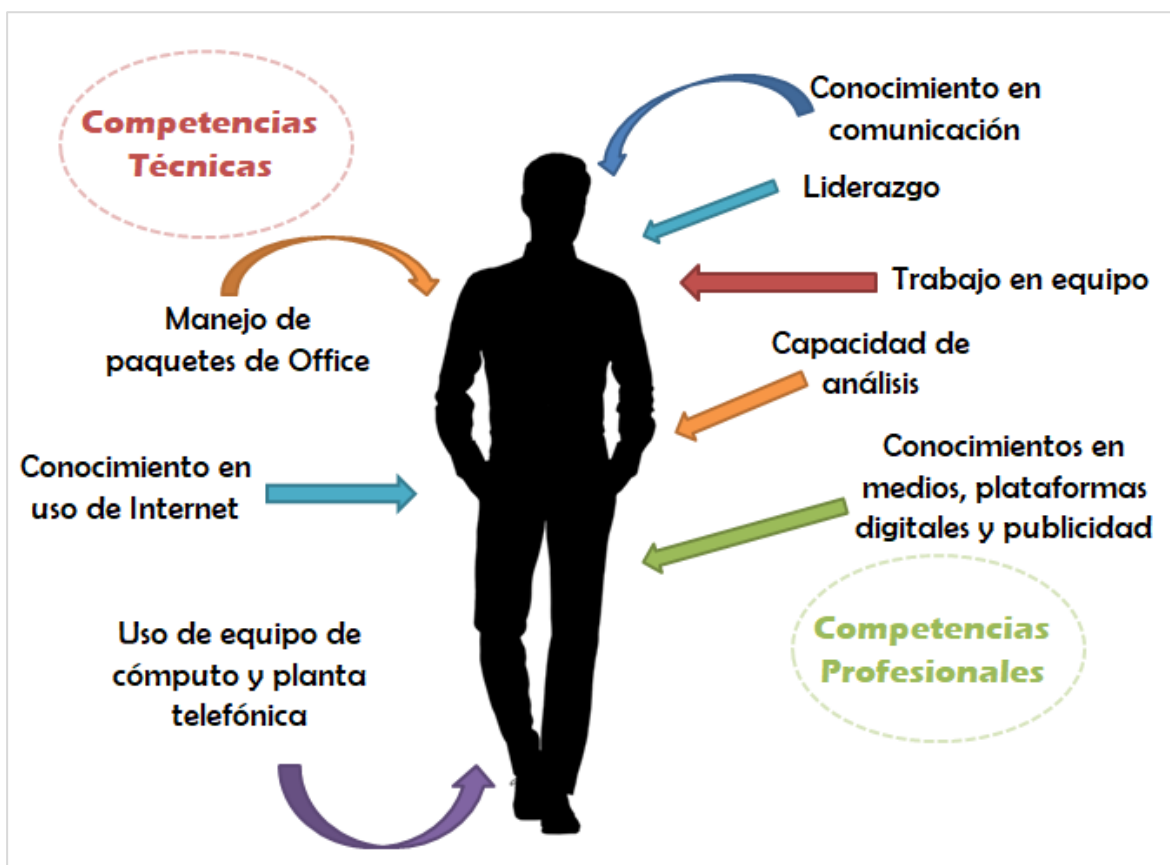 Competencias
Técnicas
Manejo de
paquetes de Office
Conocimiento en
uso de Internet
Uso de equipo de
cómputo y planta
telefónica
Conocimiento en
comunicación
Liderazgo
Trabajo en equipo
Capacidad de
análisis
Conocimientos en
medios, plataformas
digitales y publicidad
Competencias
Profesionales